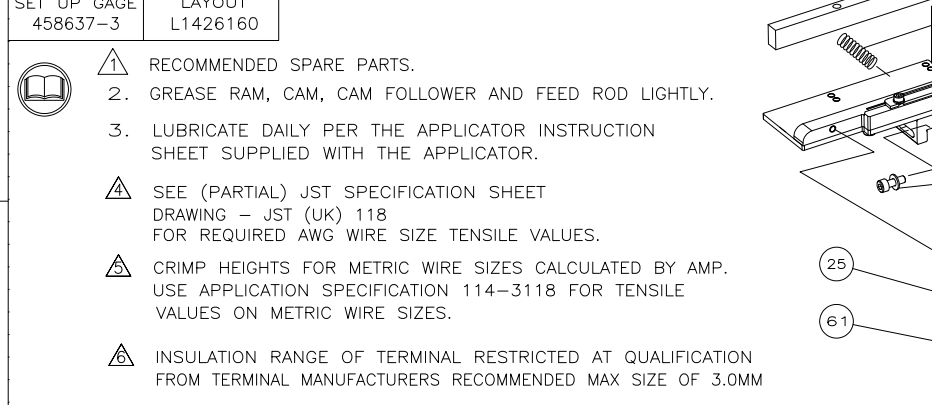 SET UP GAGE LAYOUT
458637-3 L1426160
1 RECOMMENDED SPARE PARTS.
2. GREASE RAM, CAM, CAM FOLLOWER AND FEED ROD LIGHTLY.
3. LUBRICATE DAILY PER THE APPLICATOR INSTRUCTION
SHEET SUPPLIED WITH THE APPLICATOR.
4 SEE (PARTIAL) JST SPECIFICATION SHEET
DRAWING – JST (UK) 118
FOR REQUIRED AWG WIRE SIZE TENSILE VALUES.
5 CRIMP HEIGHTS FOR METRIC WIRE SIZES CALCULATED BY AMP.
USE APPLICATION SPECIFICATION 114-3118 FOR TENSILE
VALUES ON METRIC WIRE SIZES.
6 INSULATION RANGE OF TERMINAL RESTRICTED AT QUALIFICATION
FROM TERMINAL MANUFACTURERS RECOMMENDED MAX SIZE OF 3.0MM
25
61